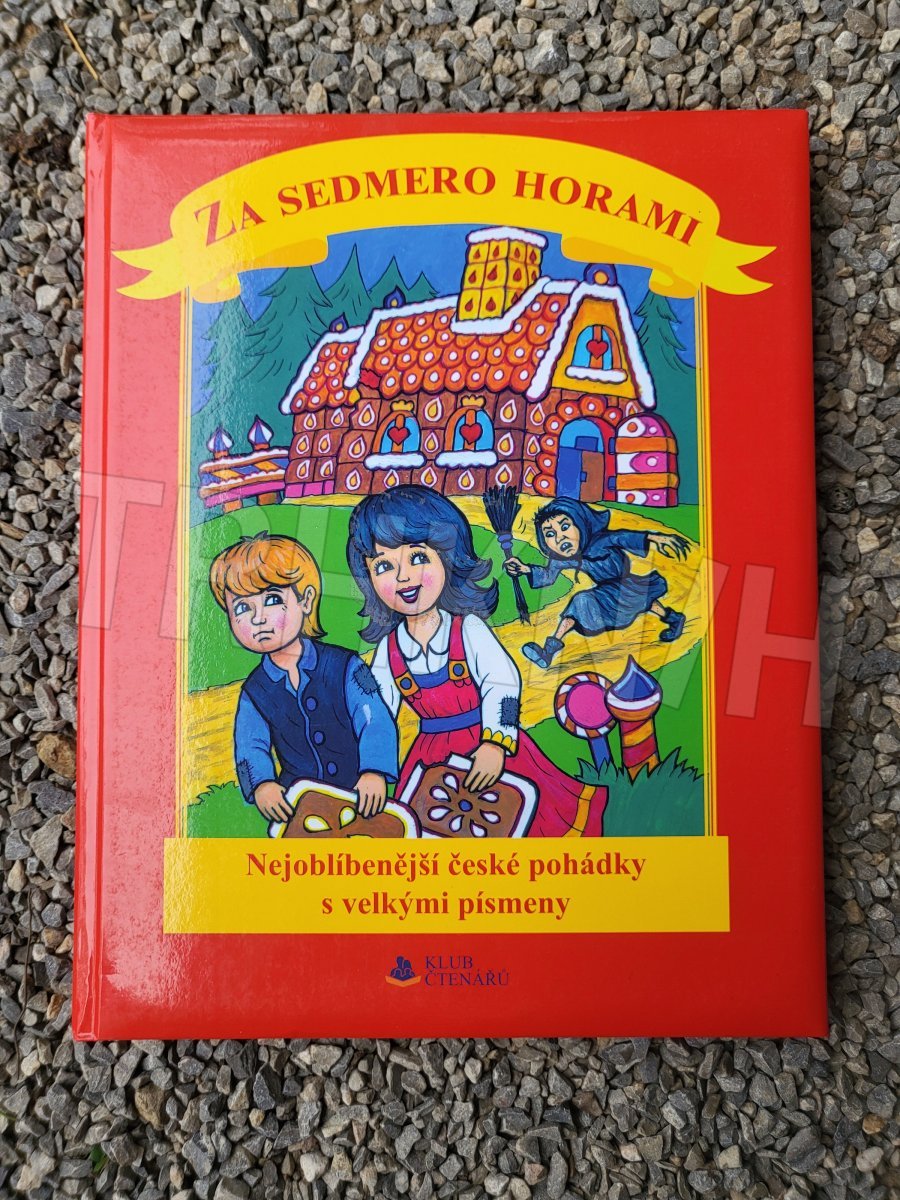 ZA SEDMERO HORAMI
Nejoblíbenější české pohádky
s velkými písmeny
KLUB
ČTENÁŘŮ